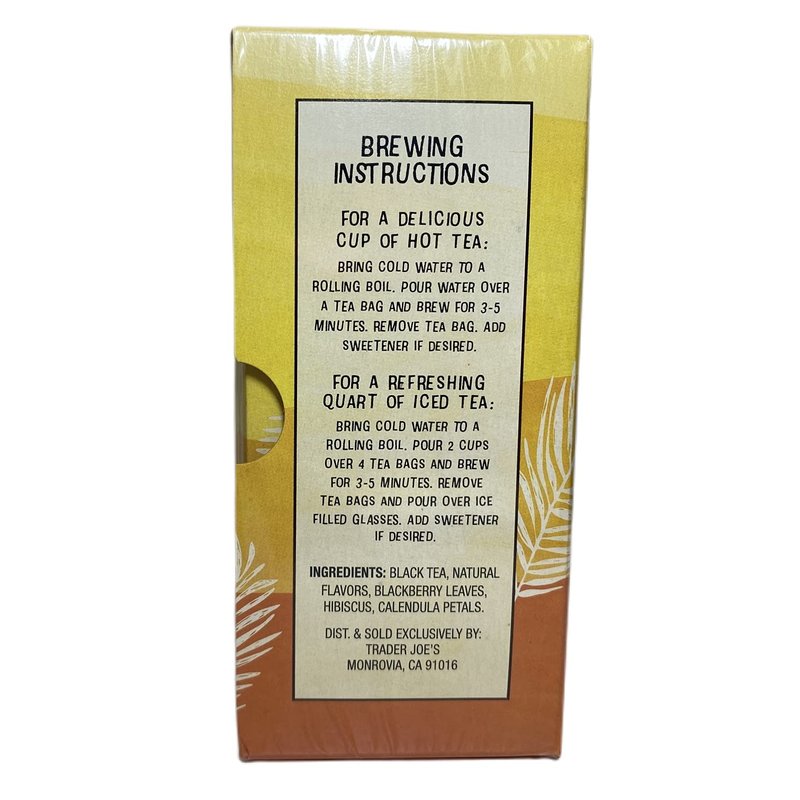 BREWING
INSTRUCTIONS
FOR A DELICIOUS
CUP OF HOT TEA:
BRING COLD WATER TO A
ROLLING BOIL. POUR WATER OVER
A TEA BAG AND BREW FOR 3-5
MINUTES. REMOVE TEA BAG. ADD
SWEETENER IF DESIRED.
FOR A REFRESHING
QUART OF ICED TEA:
BRING COLD WATER TO A
ROLLING BOIL. POUR 2 CUPS
OVER 4 TEA BAGS AND BREW
FOR 3-5 MINUTES. REMOVE
TEA BAGS AND POUR OVER ICE
FILLED GLASSES. ADD SWEETENER
IF DESIRED.
INGREDIENTS: BLACK TEA, NATURAL
FLAVORS, BLACKBERRY LEAVES,
HIBISCUS, CALENDULA PETALS.
DIST. & SOLD EXCLUSIVELY BY:
TRADER JOE'S
MONROVIA, CA 91016